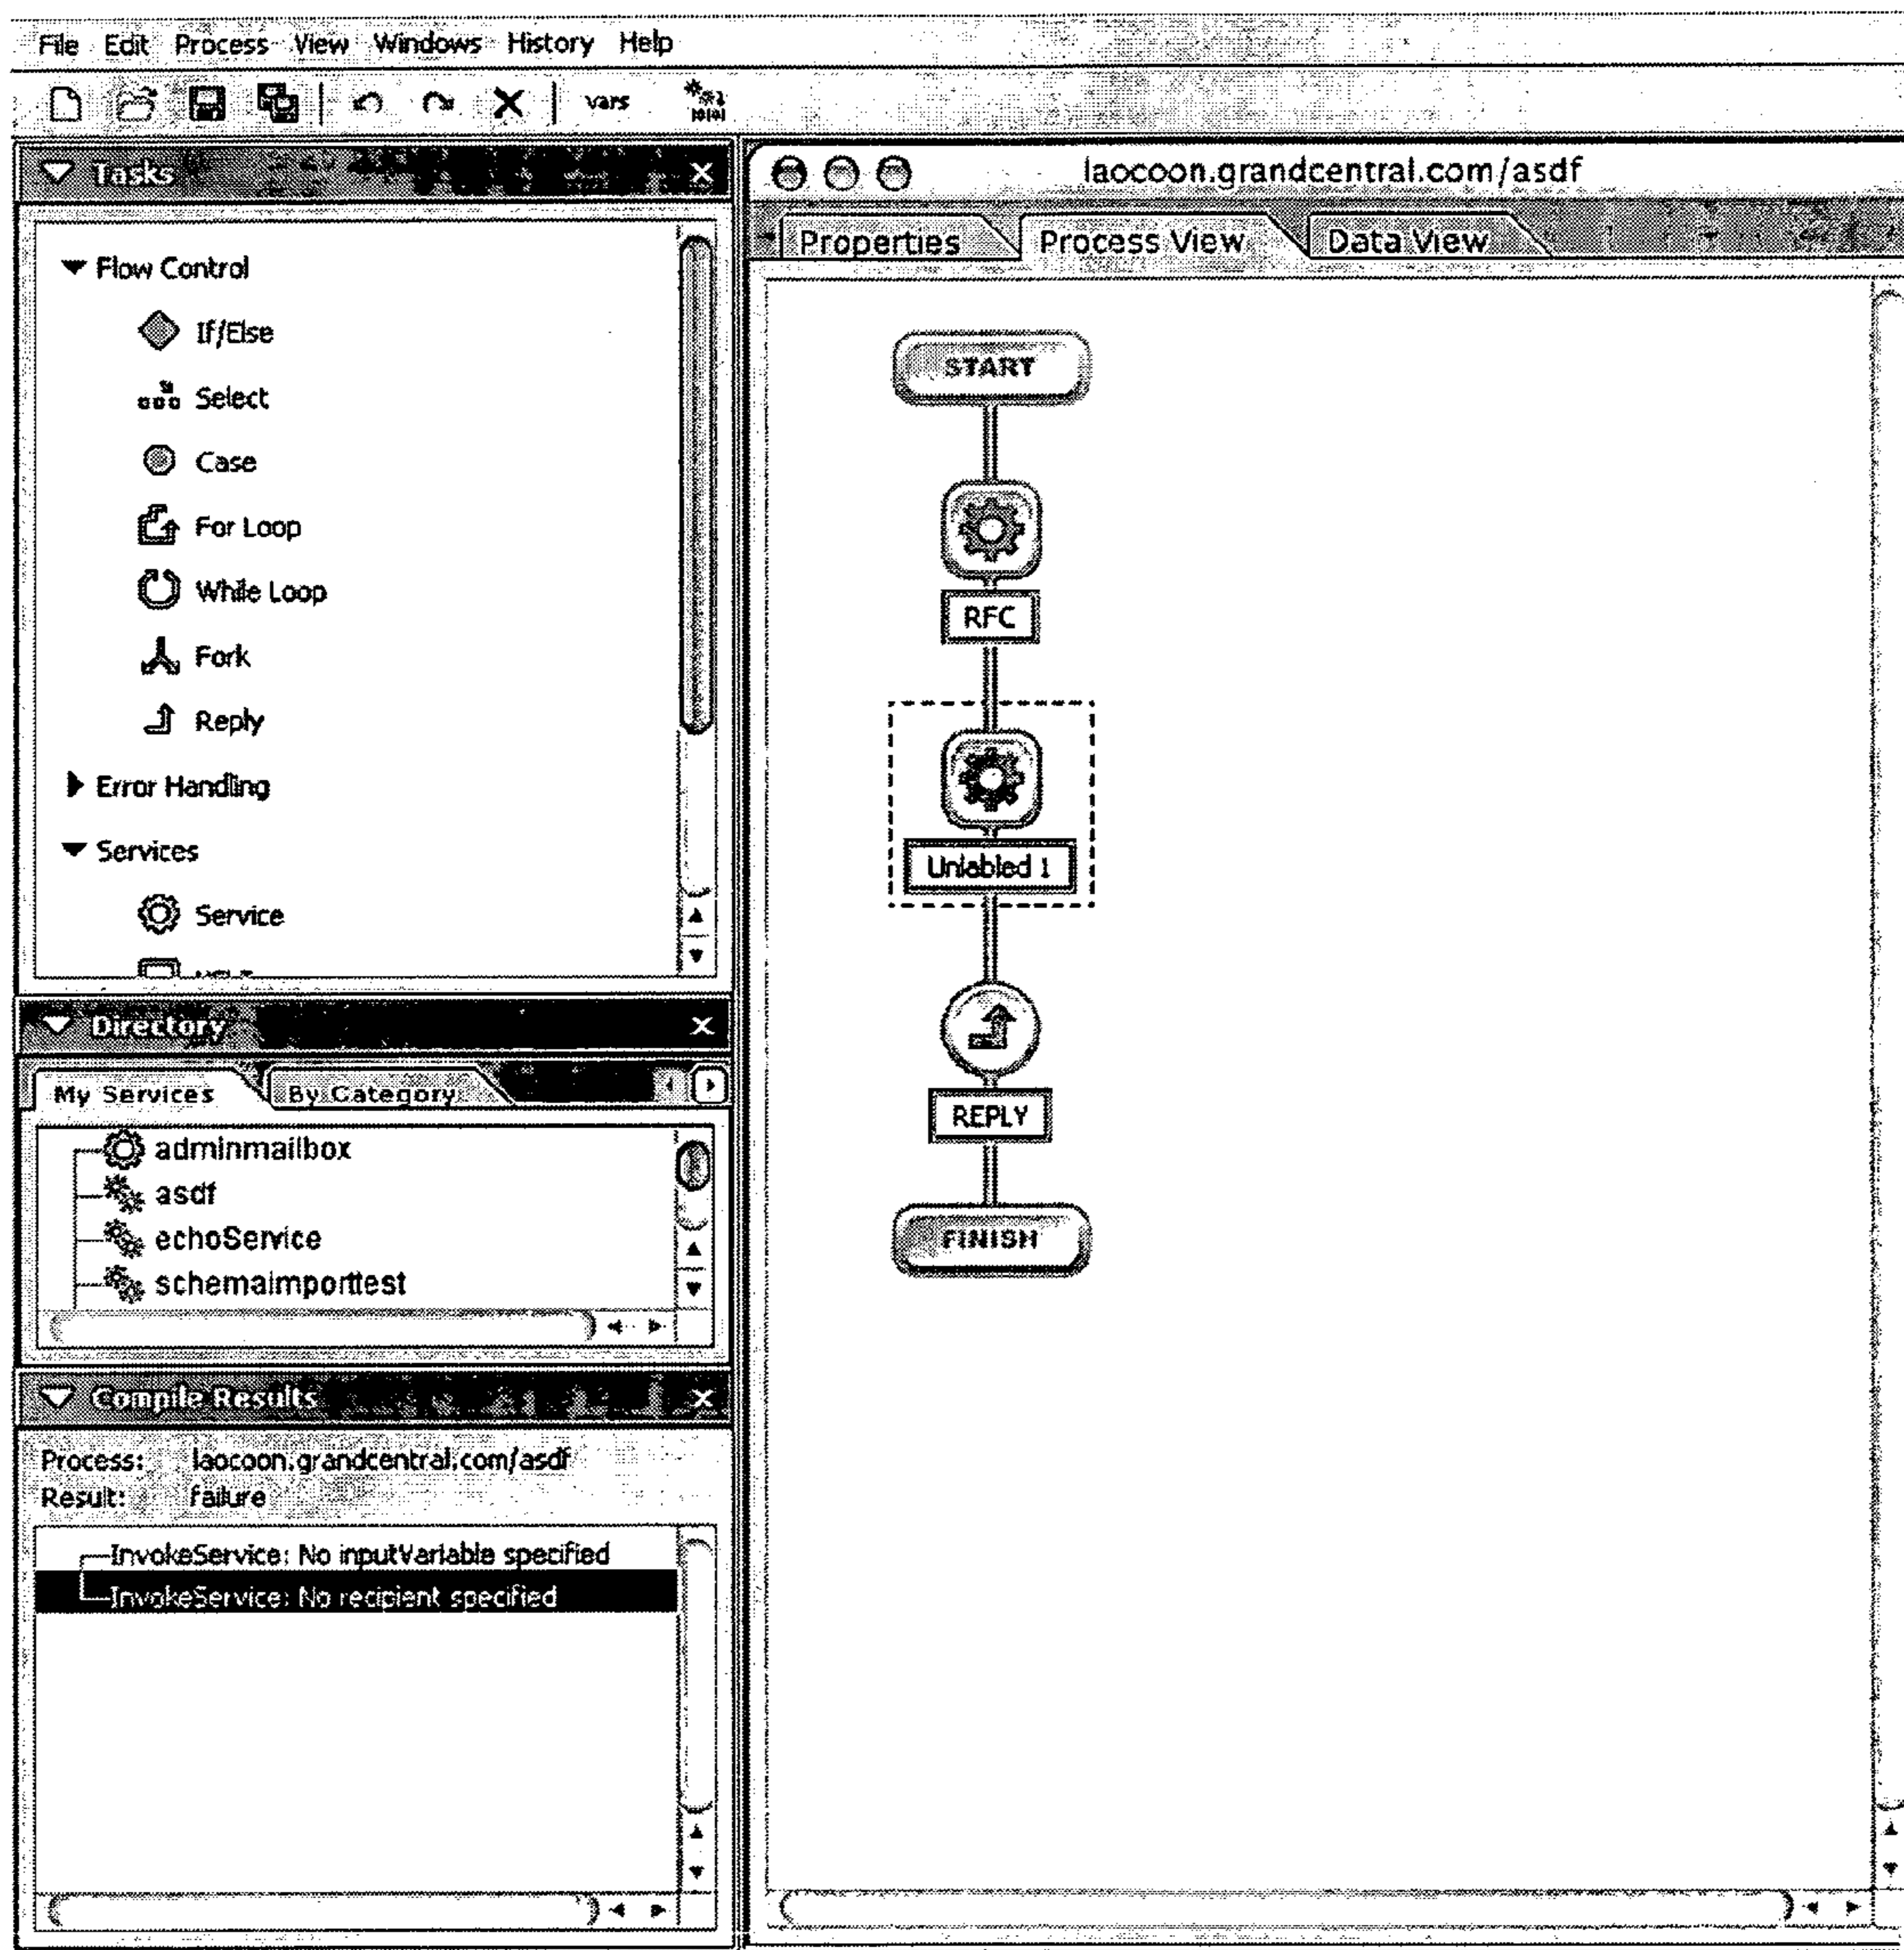 File Edit Process View Windows History Help
vars
Tasks
Flow Control
If/Else
Select
Case
For Loop
While Loop
Fork
Reply
Error Handling
Services
Service
Directory
My Services By Category
adminmailbox
asdf
echoService
schemaimporttest
Compile Results
Process: laocoon.grandcentral.com/asdf
Result: failure
InvokeService: No inputVariable specified
InvokeService: No recipient specified
laocoon.grandcentral.com/asdf
Properties Process View Data View
START
RFC
Unlabled 1
REPLY
FINISH